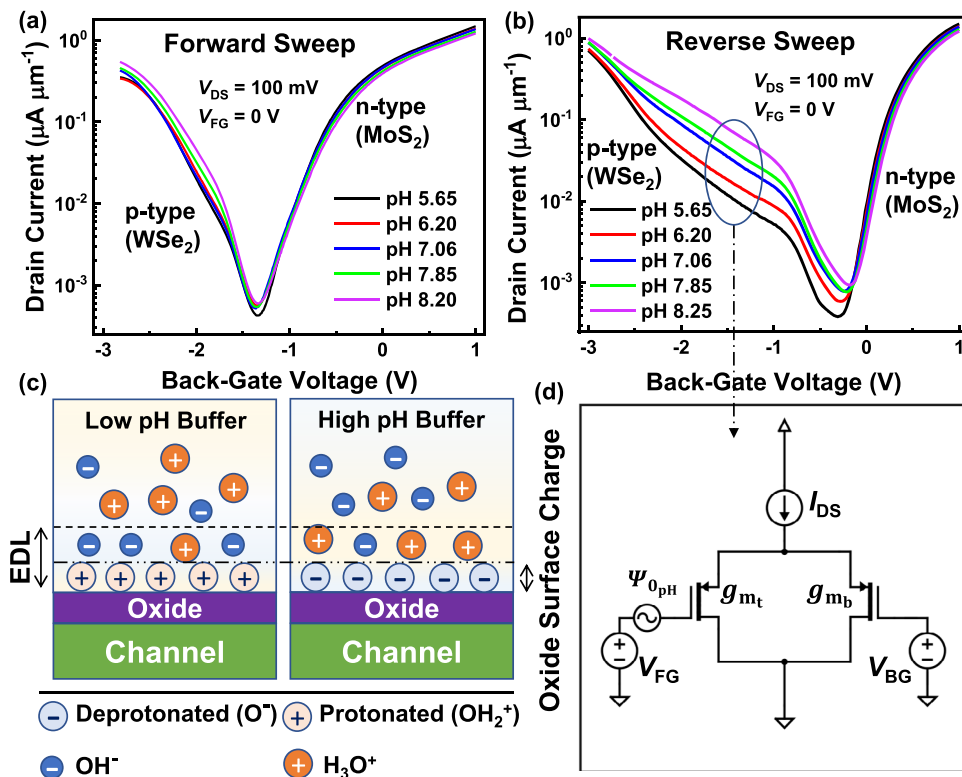 (a)
Forward Sweep
V_DS = 100 mV
V_FG = 0 V
n-type
(MoS₂)
p-type
(WSe₂)
pH 5.65
pH 6.20
pH 7.06
pH 7.85
pH 8.20
Drain Current (μA μm⁻¹)
10⁰
10⁻¹
10⁻²
10⁻³
-3
-2
-1
0
1
Back-Gate Voltage (V)
(b)
Reverse Sweep
V_DS = 100 mV
V_FG = 0 V
p-type
(WSe₂)
n-type
(MoS₂)
pH 5.65
pH 6.20
pH 7.06
pH 7.85
pH 8.25
Drain Current (μA μm⁻¹)
10⁰
10⁻¹
10⁻²
10⁻³
-3
-2
-1
0
1
Back-Gate Voltage (V)
(c)
Low pH Buffer
High pH Buffer
EDL
Oxide
Channel
Oxide
Channel
Oxide Surface Charge
Deprotonated (O⁻)
Protonated (OH₂⁺)
OH⁻
H₃O⁺
(d)
I_DS
Ψ_0pH
g_mt
g_mb
V_FG
V_BG